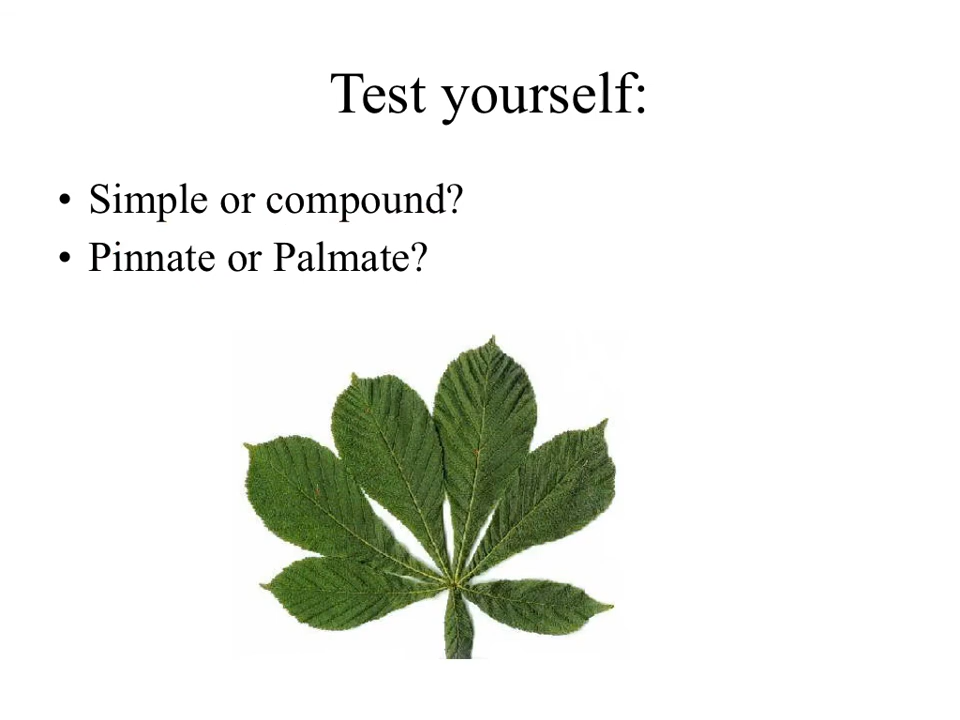 Test yourself:
• Simple or compound?
• Pinnate or Palmate?